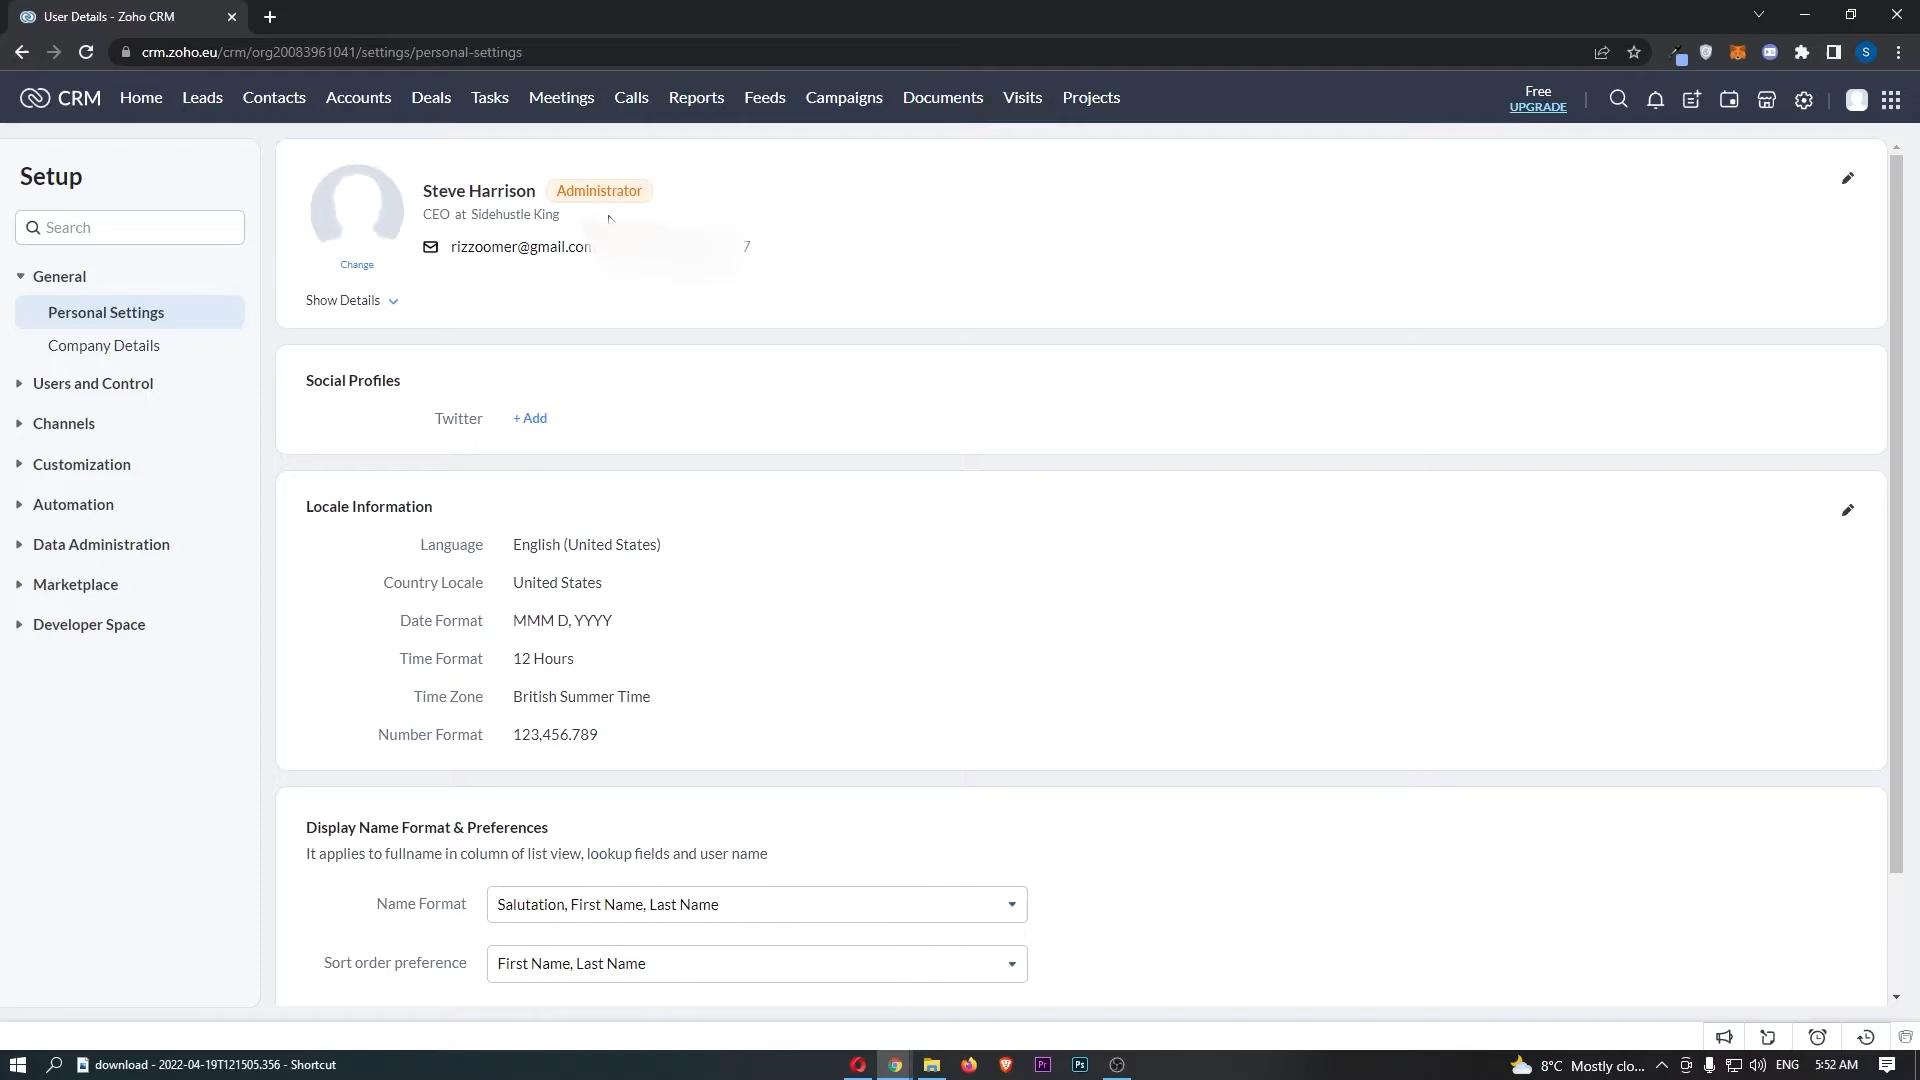 User Details - Zoho CRM
crm.zoho.eu/crm/org20083961041/settings/personal-settings
S
CRM
Home
Leads
Contacts
Accounts
Deals
Tasks
Meetings
Calls
Reports
Feeds
Campaigns
Documents
Visits
Projects
Free
UPGRADE
Setup
Search
General
Personal Settings
Company Details
Users and Control
Channels
Customization
Automation
Data Administration
Marketplace
Developer Space
Steve Harrison
Administrator
CEO at Sidehustle King
rizzoomer@gmail.com
7
Change
Show Details
Social Profiles
Twitter
+ Add
Locale Information
Language English (United States)
Country Locale United States
Date Format MMM D, YYYY
Time Format 12 Hours
Time Zone British Summer Time
Number Format 123,456.789
Display Name Format & Preferences
It applies to fullname in column of list view, lookup fields and user name
Name Format Salutation, First Name, Last Name
Sort order preference First Name, Last Name
download - 2022-04-19T121505.356 - Shortcut
Pr
Ps
8°C Mostly clo...
ENG
5:52 AM